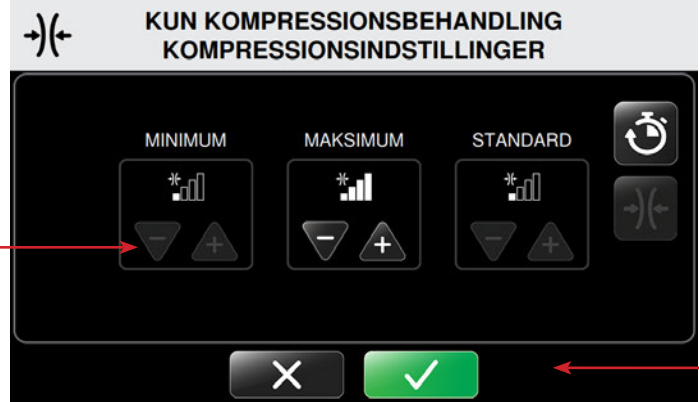 KUN KOMPRESSIONSBEHANDLING
KOMPRESSIONSINDSTILLINGER
MINIMUM MAKSIMUM STANDARD